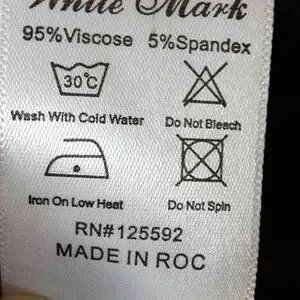 White Mark
95%Viscose 5%Spandex
30°C
Wash With Cold Water Do Not Bleach
Iron On Low Heat Do Not Spin
RN#125592
MADE IN ROC